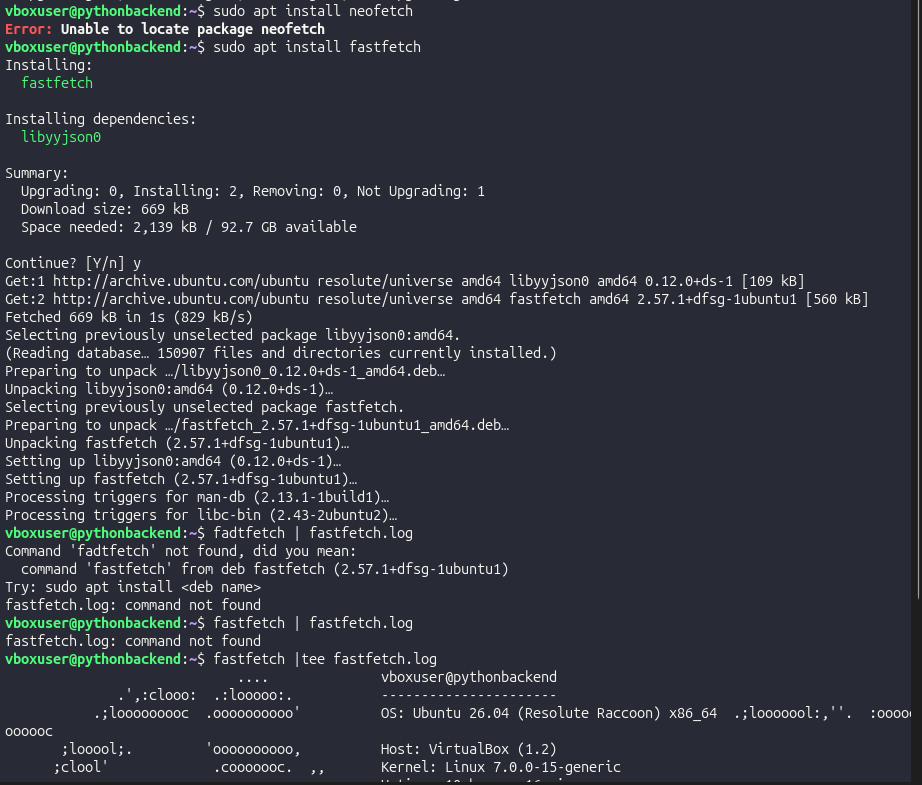 vboxuser@pythonbackend:~$ sudo apt install neofetch
Error: Unable to locate package neofetch
vboxuser@pythonbackend:~$ sudo apt install fastfetch
Installing:
  fastfetch

Installing dependencies:
  libyyjson0

Summary:
  Upgrading: 0, Installing: 2, Removing: 0, Not Upgrading: 1
  Download size: 669 kB
  Space needed: 2,139 kB / 92.7 GB available

Continue? [Y/n] y
Get:1 http://archive.ubuntu.com/ubuntu resolute/universe amd64 libyyjson0 amd64 0.12.0+ds-1 [109 kB]
Get:2 http://archive.ubuntu.com/ubuntu resolute/universe amd64 fastfetch amd64 2.57.1+dfsg-1ubuntu1 [560 kB]
Fetched 669 kB in 1s (829 kB/s)
Selecting previously unselected package libyyjson0:amd64.
(Reading database… 150907 files and directories currently installed.)
Preparing to unpack …/libyyjson0_0.12.0+ds-1_amd64.deb…
Unpacking libyyjson0:amd64 (0.12.0+ds-1)…
Selecting previously unselected package fastfetch.
Preparing to unpack …/fastfetch_2.57.1+dfsg-1ubuntu1_amd64.deb…
Unpacking fastfetch (2.57.1+dfsg-1ubuntu1)…
Setting up libyyjson0:amd64 (0.12.0+ds-1)…
Setting up fastfetch (2.57.1+dfsg-1ubuntu1)…
Processing triggers for man-db (2.13.1-1build1)…
Processing triggers for libc-bin (2.43-2ubuntu2)…
vboxuser@pythonbackend:~$ fadtfetch | fastfetch.log
Command 'fadtfetch' not found, did you mean:
  command 'fastfetch' from deb fastfetch (2.57.1+dfsg-1ubuntu1)
Try: sudo apt install <deb name>
fastfetch.log: command not found
vboxuser@pythonbackend:~$ fastfetch | fastfetch.log
fastfetch.log: command not found
vboxuser@pythonbackend:~$ fastfetch |tee fastfetch.log
                             ....              vboxuser@pythonbackend
              .',:clooo:  .:looooo:.           ----------------------
           .;looooooooc  .oooooooooo'          OS: Ubuntu 26.04 (Resolute Raccoon) x86_64  .;looooool:,''.  :ooooo
oooooc
       ;looool;.         'oooooooooo,          Host: VirtualBox (1.2)
      ;clool'             .cooooooc.  ,,       Kernel: Linux 7.0.0-15-generic